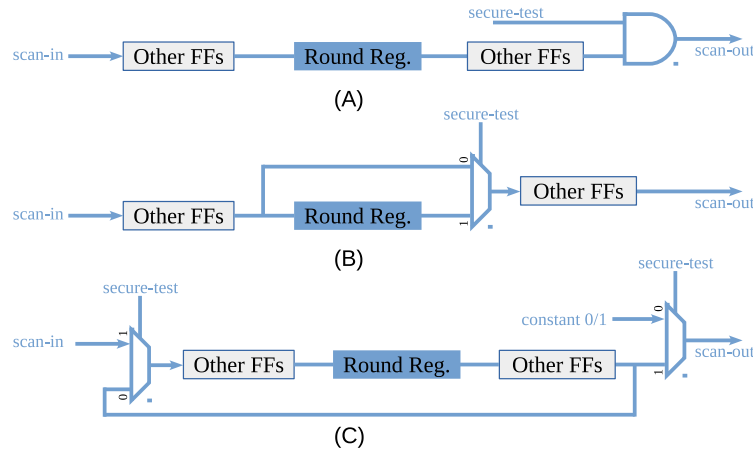 secure-test
scan-in Other FFs Round Reg. Other FFs scan-out
(A)
secure-test
0
scan-in Other FFs Round Reg. 1 Other FFs scan-out
(B)
secure-test secure-test
scan-in 1 constant 0/1 0 scan-out
0 Other FFs Round Reg. Other FFs 1
(C)